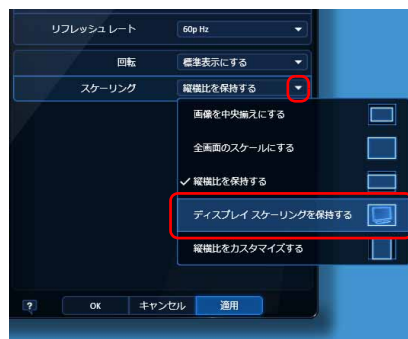 リフレッシュ レート 60p Hz
回転 標準表示にする
スケーリング 縦横比を保持する
画像を中央揃えにする
全画面のスケールにする
✓ 縦横比を保持する
ディスプレイ スケーリングを保持する
縦横比をカスタマイズする
? OK キャンセル 適用